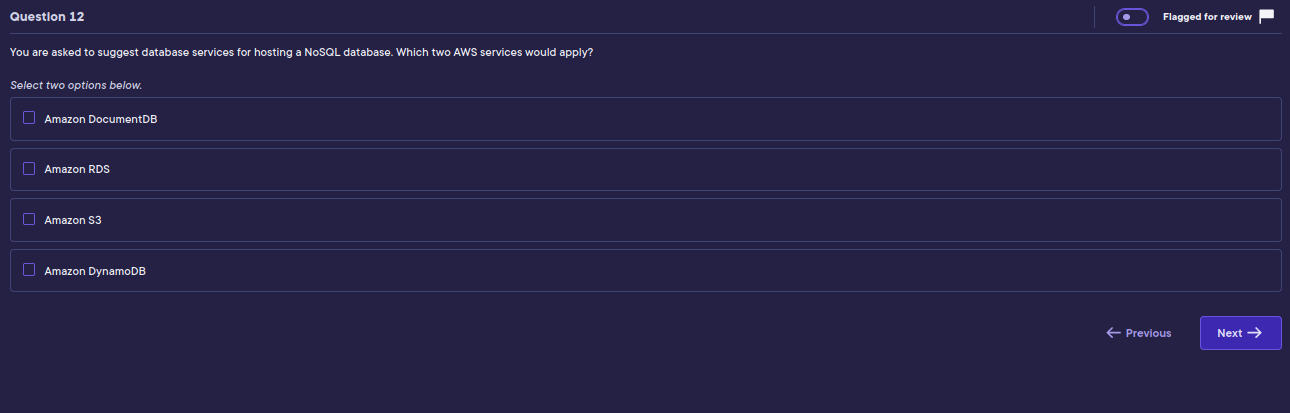 Question 12
Flagged for review
You are asked to suggest database services for hosting a NoSQL database. Which two AWS services would apply?
Select two options below.
Amazon DocumentDB
Amazon RDS
Amazon S3
Amazon DynamoDB
Previous
Next